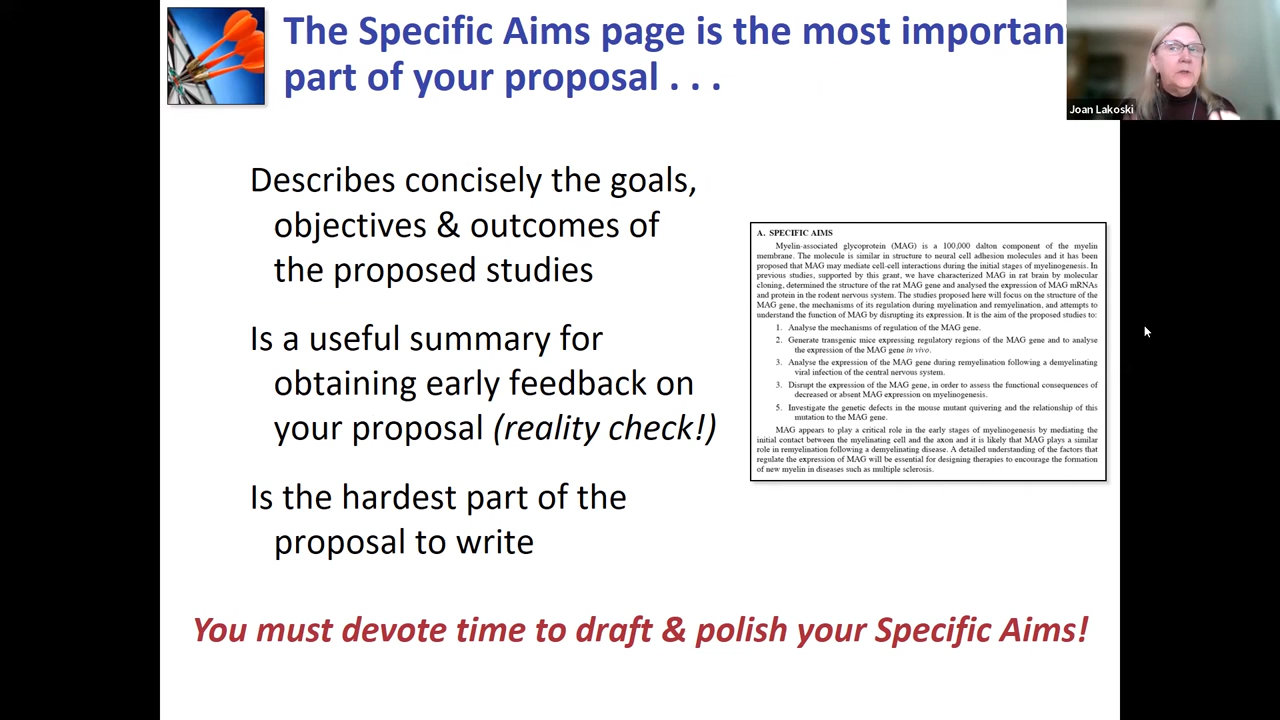 The Specific Aims page is the most importan
part of your proposal . . .
Joan Lakoski
Describes concisely the goals,
objectives & outcomes of
the proposed studies
Is a useful summary for
obtaining early feedback on
your proposal (reality check!)
Is the hardest part of the
proposal to write
A. SPECIFIC AIMS
Myelin-associated glycoprotein (MAG) is a 100,000 dalton component of the myelin
membrane. The molecule is similar in structure to neural cell adhesion molecules and it has been
proposed that MAG may mediate cell-cell interactions during the initial stages of myelinogenesis. In
previous studies, supported by this grant, we have characterized MAG in rat brain by molecular
cloning, determined the structure of the rat MAG gene and analysed the expression of MAG mRNAs
and protein in the rodent nervous system. The studies proposed here will focus on the structure of the
MAG gene, the mechanisms of its regulation during myelination and remyelination, and attempts to
understand the function of MAG by disrupting its expression. It is the aim of the proposed studies to:
1. Analyse the mechanisms of regulation of the MAG gene.
2. Generate transgenic mice expressing regulatory regions of the MAG gene and to analyse
the expression of the MAG gene in vivo.
3. Analyse the expression of the MAG gene during remyelination following a demyelinating
viral infection of the central nervous system.
3. Disrupt the expression of the MAG gene, in order to assess the functional consequences of
decreased or absent MAG expression on myelinogenesis.
5. Investigate the genetic defects in the mouse mutant quivering and the relationship of this
mutation to the MAG gene.
MAG appears to play a critical role in the early stages of myelinogenesis by mediating the
initial contact between the myelinating cell and the axon and it is likely that MAG plays a similar
role in remyelination following a demyelinating disease. A detailed understanding of the factors that
regulate the expression of MAG will be essential for designing therapies to encourage the formation
of new myelin in diseases such as multiple sclerosis.
You must devote time to draft & polish your Specific Aims!